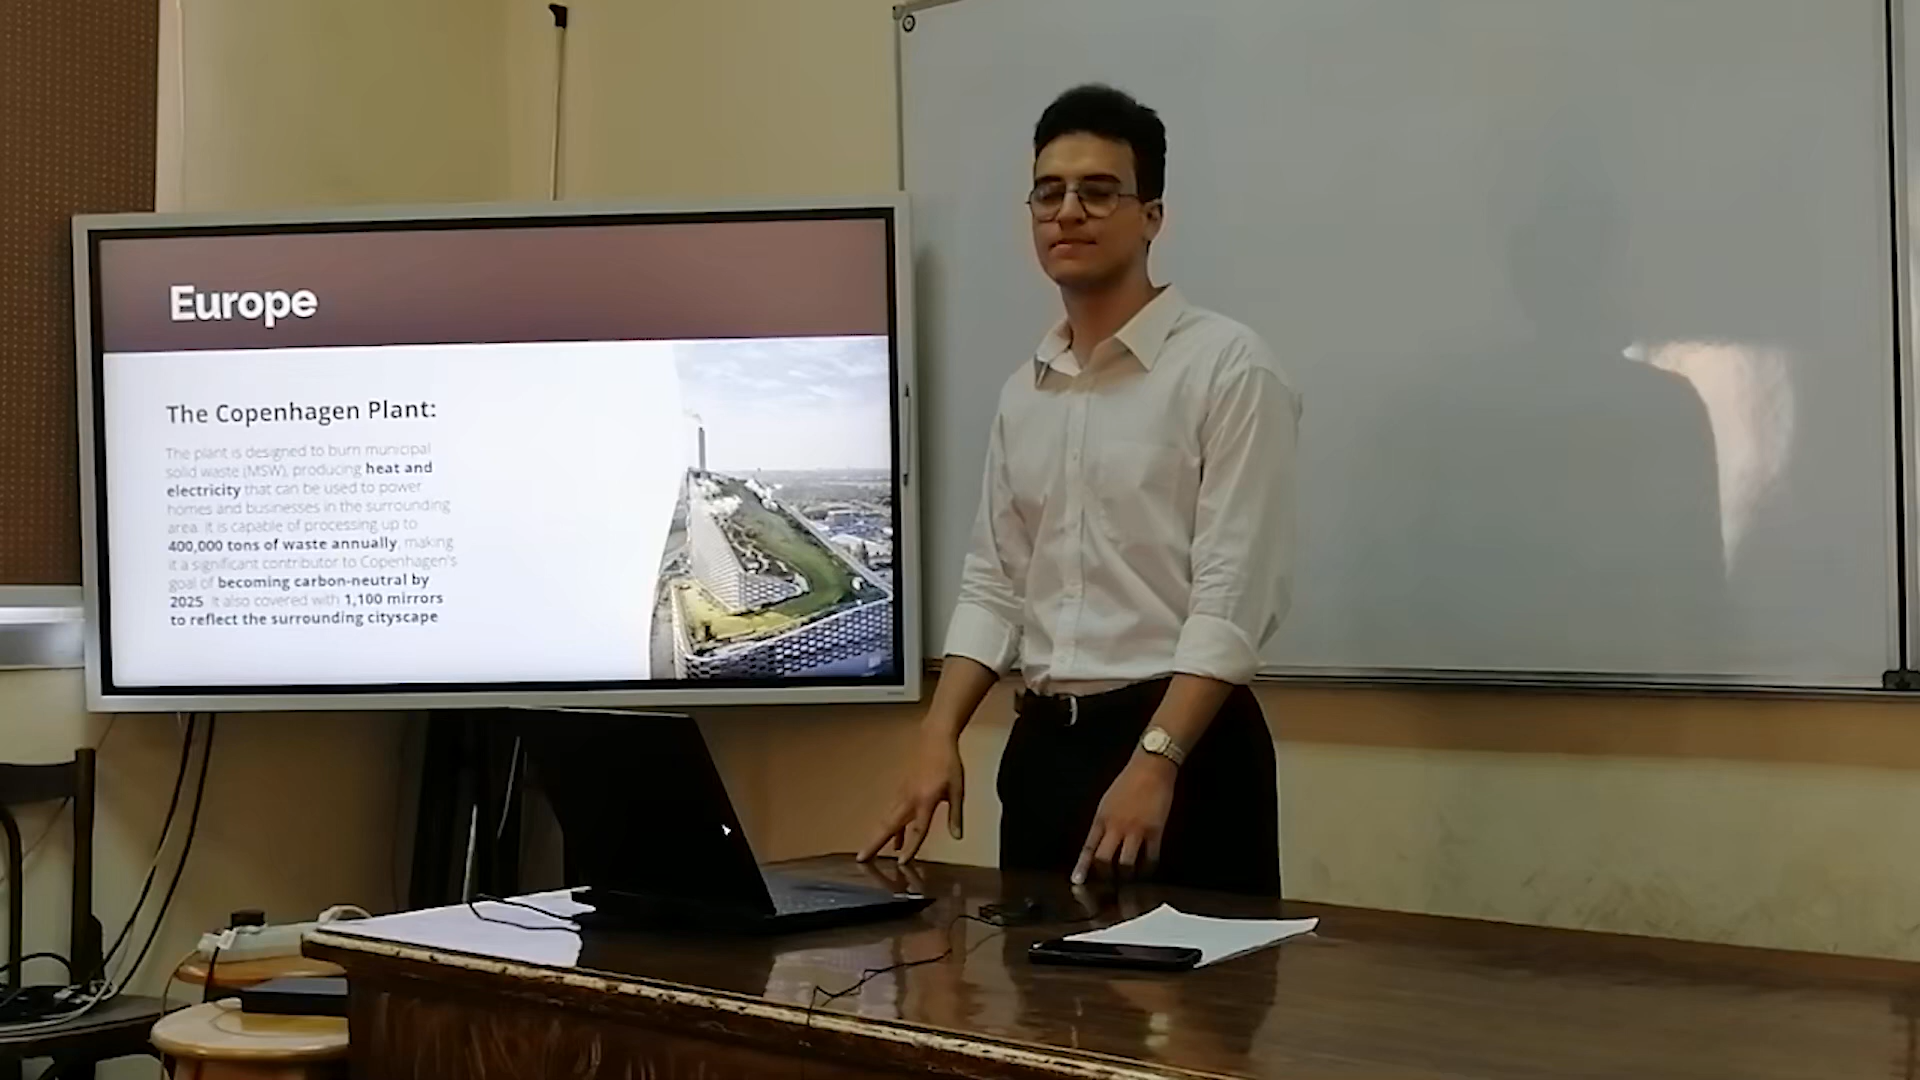 Europe
The Copenhagen Plant:
The plant is designed to burn municipal
solid waste (MSW), producing heat and
electricity that can be used to power
homes and businesses in the surrounding
area. It is capable of processing up to
400,000 tons of waste annually, making
it a significant contributor to Copenhagen's
goal of becoming carbon-neutral by
2025. It also covered with 1,100 mirrors
to reflect the surrounding cityscape